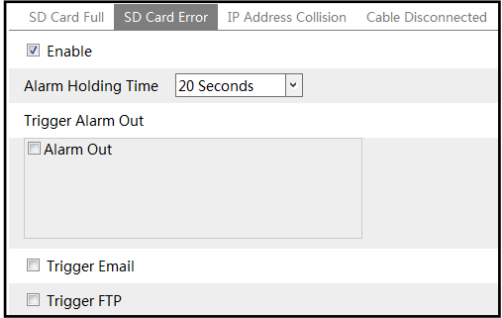 SD Card Full SD Card Error IP Address Collision Cable Disconnected
Enable
Alarm Holding Time 20 Seconds
Trigger Alarm Out
Alarm Out
Trigger Email
Trigger FTP